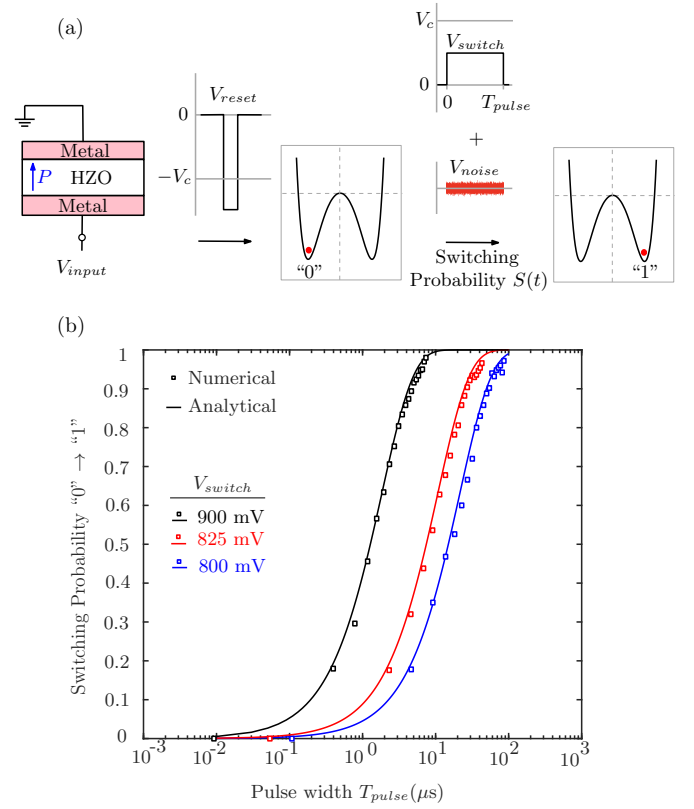 (a)
V_c
V_switch
V_reset
0
0
0
T_pulse
+
Metal
P
HZO
−V_c
V_noise
Metal
V_input
“0”
Switching
Probability S(t)
“1”
(b)
1
0.9
0.8
0.7
0.6
0.5
0.4
0.3
0.2
0.1
0
Switching Probability “0” → “1”
Numerical
Analytical
V_switch
900 mV
825 mV
800 mV
10^-3
10^-2
10^-1
10^0
10^1
10^2
10^3
Pulse width T_pulse(μs)